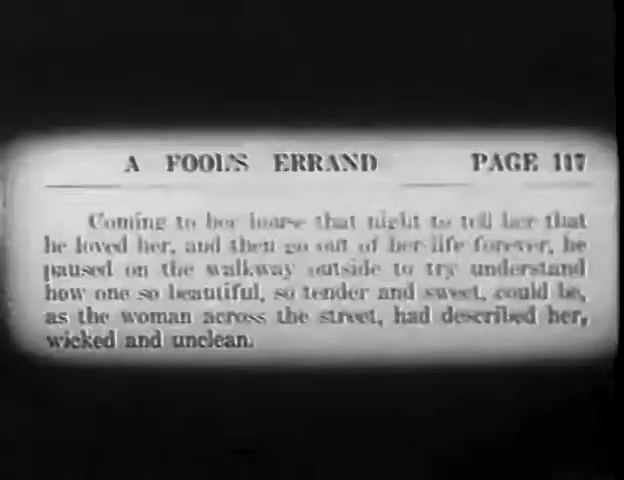 A FOOL'S ERRAND PAGE 117
Coming to her house that night to tell her that
he loved her, and then go out of her life forever, he
paused on the walkway outside to try understand
how one so beautiful, so tender and sweet, could be,
as the woman across the street, had described her,
wicked and unclean.